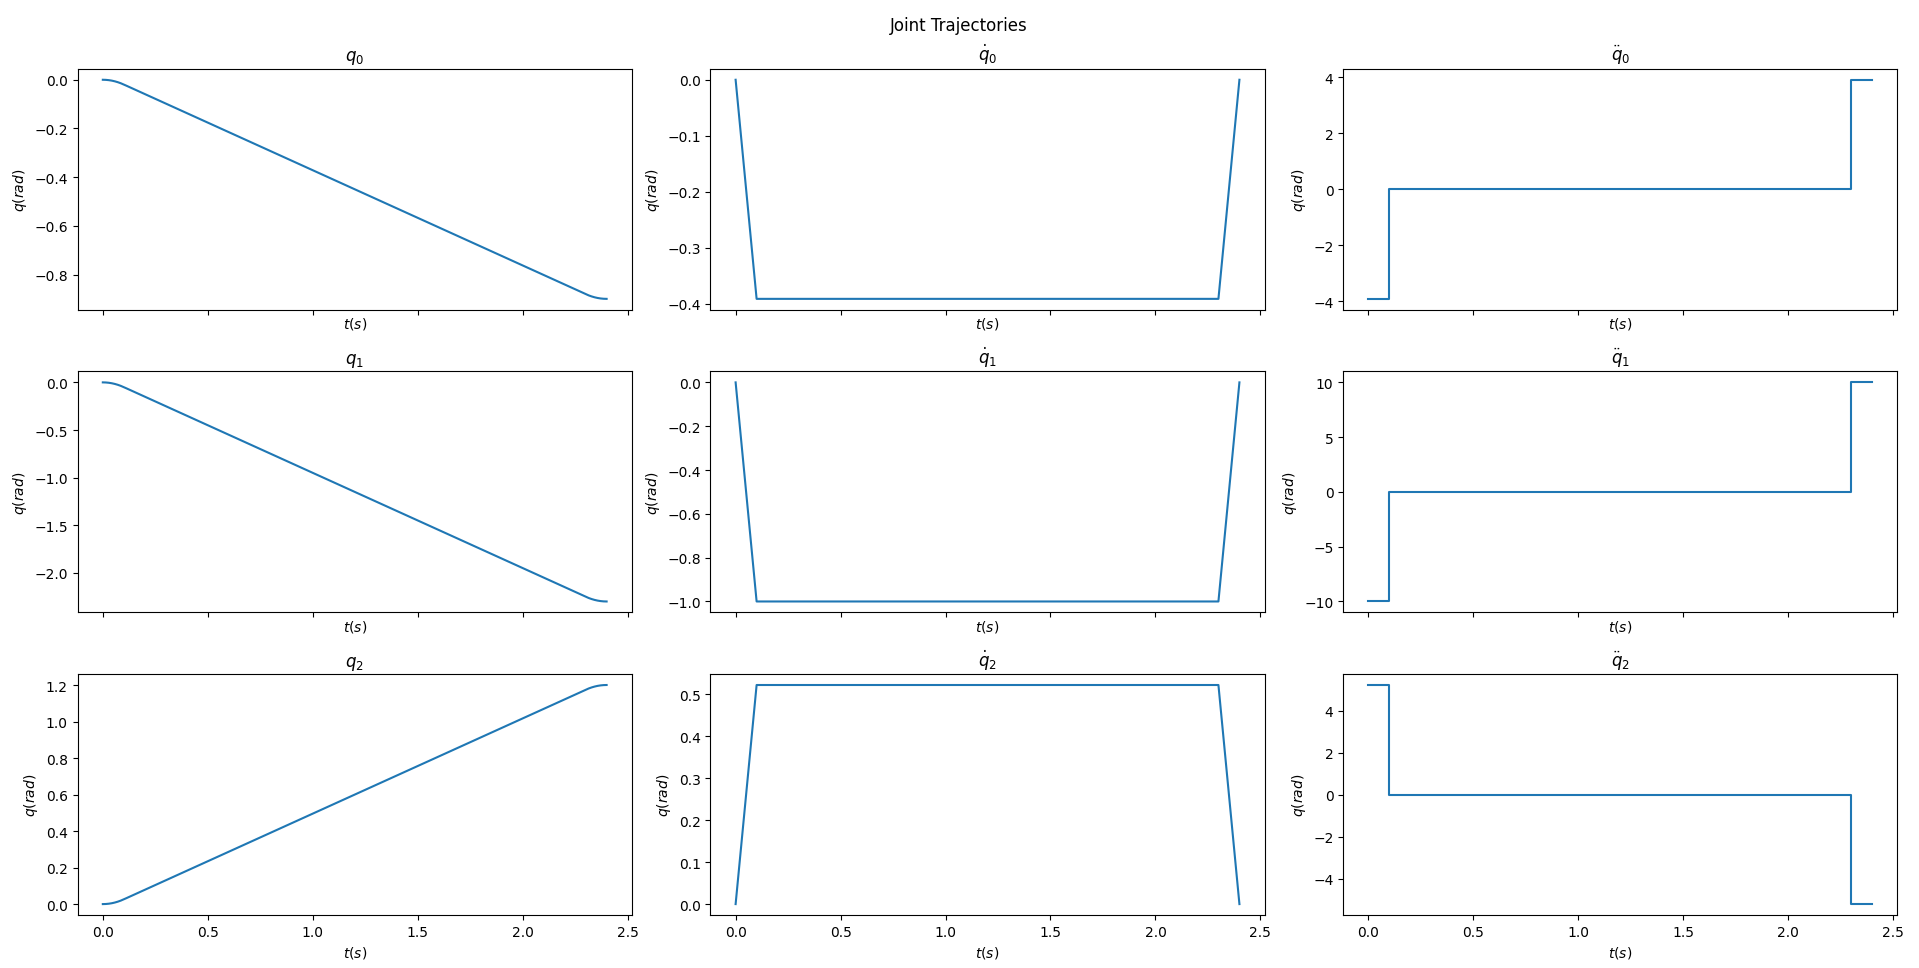 Joint Trajectories
q₀
q̇₀
q̈₀
0.0
−0.2
−0.4
−0.6
−0.8
q(rad)
t(s)
0.0
−0.1
−0.2
−0.3
−0.4
q(rad)
t(s)
4
2
0
−2
−4
q(rad)
t(s)
q₁
q̇₁
q̈₁
0.0
−0.5
−1.0
−1.5
−2.0
q(rad)
t(s)
0.0
−0.2
−0.4
−0.6
−0.8
−1.0
q(rad)
t(s)
10
5
0
−5
−10
q(rad)
t(s)
q₂
q̇₂
q̈₂
1.2
1.0
0.8
0.6
0.4
0.2
0.0
q(rad)
0.0 0.5 1.0 1.5 2.0 2.5
t(s)
0.5
0.4
0.3
0.2
0.1
0.0
q(rad)
0.0 0.5 1.0 1.5 2.0 2.5
t(s)
4
2
0
−2
−4
q(rad)
0.0 0.5 1.0 1.5 2.0 2.5
t(s)